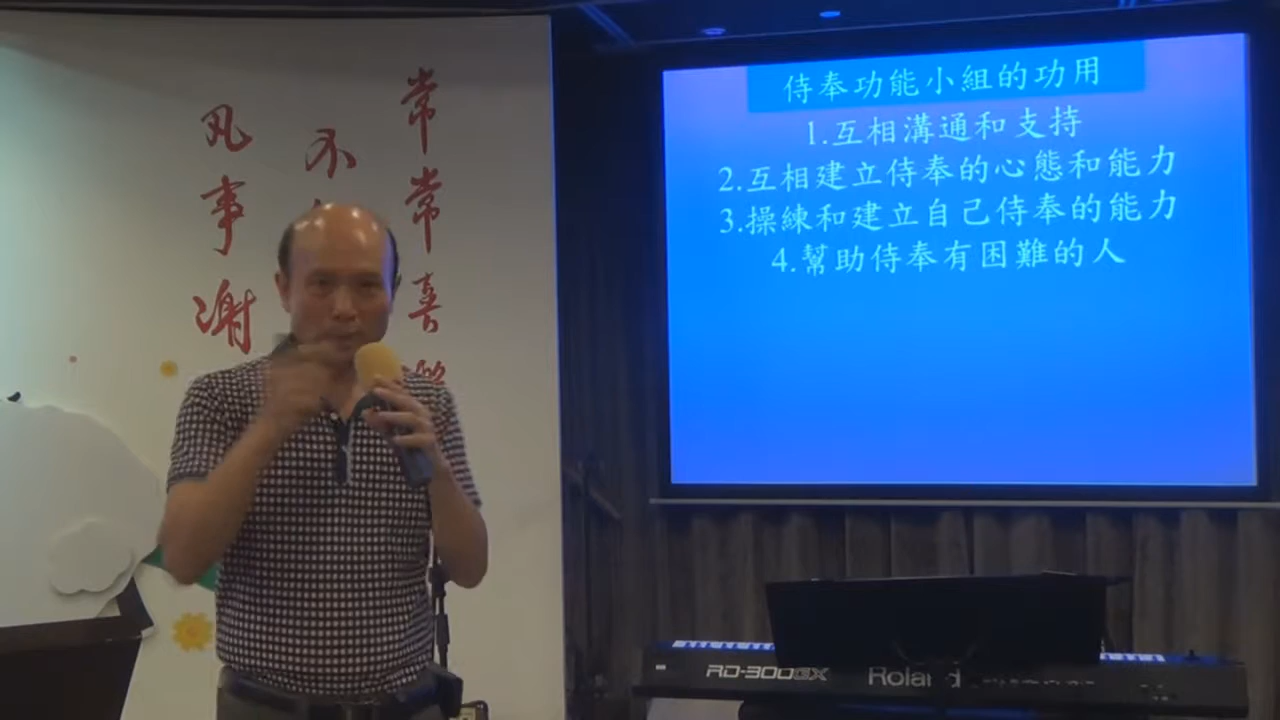 常常喜
不
凡事謝
侍奉功能小組的功用
1.互相溝通和支持
2.互相建立侍奉的心態和能力
3.操練和建立自己侍奉的能力
4.幫助侍奉有困難的人
RD-300GX
Roland